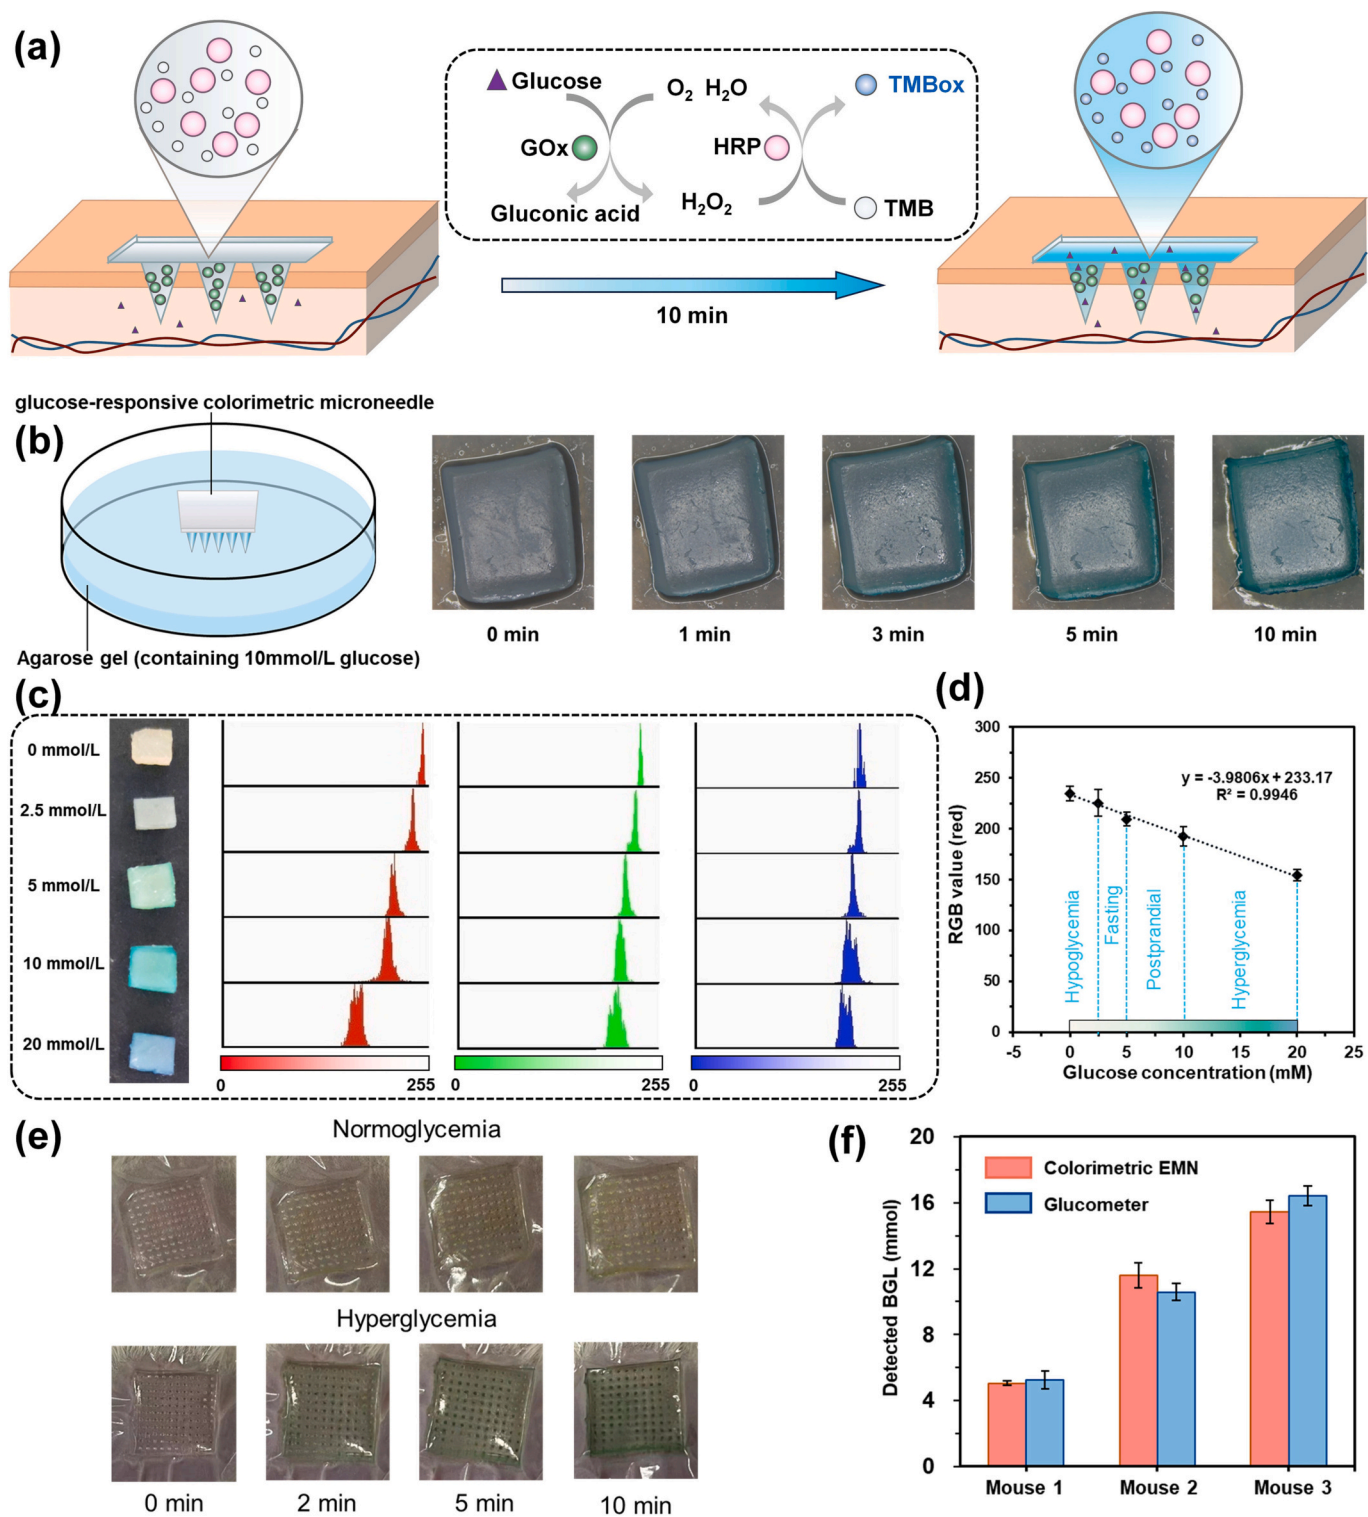 (a)
Glucose
O₂ H₂O
TMBox
GOx
HRP
Gluconic acid
H₂O₂
TMB
10 min
glucose-responsive colorimetric microneedle
(b)
0 min
1 min
3 min
5 min
10 min
Agarose gel (containing 10mmol/L glucose)
(c)
0 mmol/L
2.5 mmol/L
5 mmol/L
10 mmol/L
20 mmol/L
0
255
0
255
0
255
(d)
300
250
200
150
100
50
0
RGB value (red)
y = -3.9806x + 233.17
R² = 0.9946
Hypoglycemia
Fasting
Postprandial
Hyperglycemia
-5
0
5
10
15
20
25
Glucose concentration (mM)
(e)
Normoglycemia
Hyperglycemia
0 min
2 min
5 min
10 min
(f)
20
16
12
8
4
0
Detected BGL (mmol)
Colorimetric EMN
Glucometer
Mouse 1
Mouse 2
Mouse 3